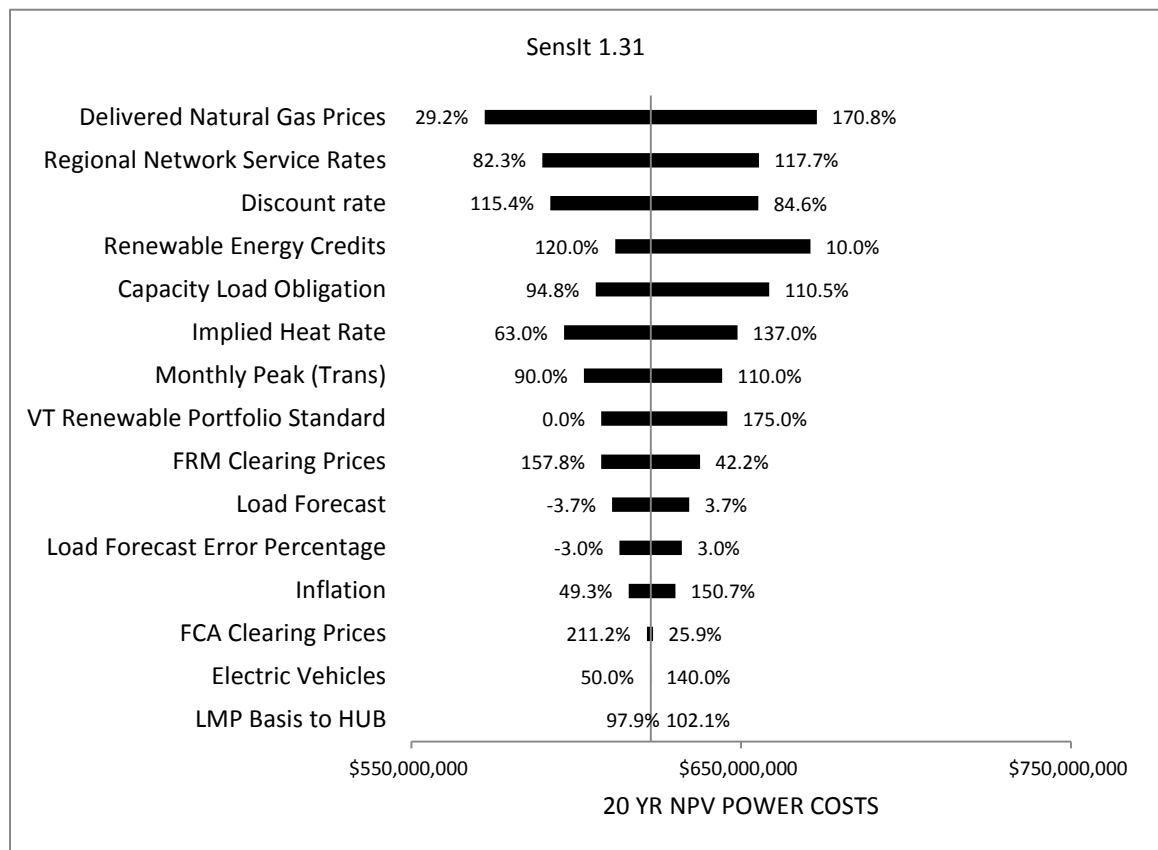 SensIt 1.31
Delivered Natural Gas Prices 29.2% 170.8%
Regional Network Service Rates 82.3% 117.7%
Discount rate 115.4% 84.6%
Renewable Energy Credits 120.0% 10.0%
Capacity Load Obligation 94.8% 110.5%
Implied Heat Rate 63.0% 137.0%
Monthly Peak (Trans) 90.0% 110.0%
VT Renewable Portfolio Standard 0.0% 175.0%
FRM Clearing Prices 157.8% 42.2%
Load Forecast -3.7% 3.7%
Load Forecast Error Percentage -3.0% 3.0%
Inflation 49.3% 150.7%
FCA Clearing Prices 211.2% 25.9%
Electric Vehicles 50.0% 140.0%
LMP Basis to HUB 97.9% 102.1%
$550,000,000 $650,000,000 $750,000,000
20 YR NPV POWER COSTS